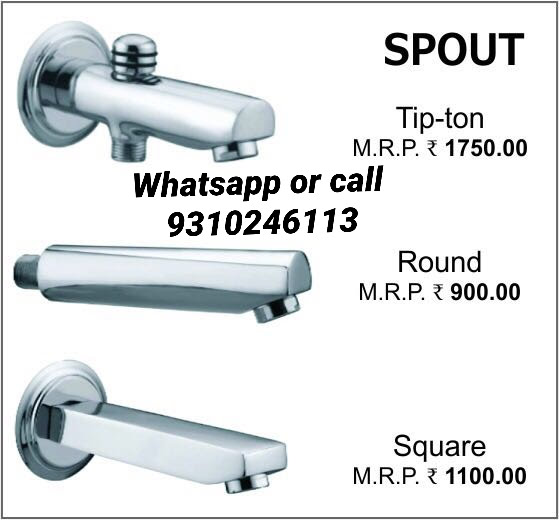 SPOUT
Tip-ton
M.R.P. ₹ 1750.00
Whatsapp or call
9310246113
Round
M.R.P. ₹ 900.00
Square
M.R.P. ₹ 1100.00